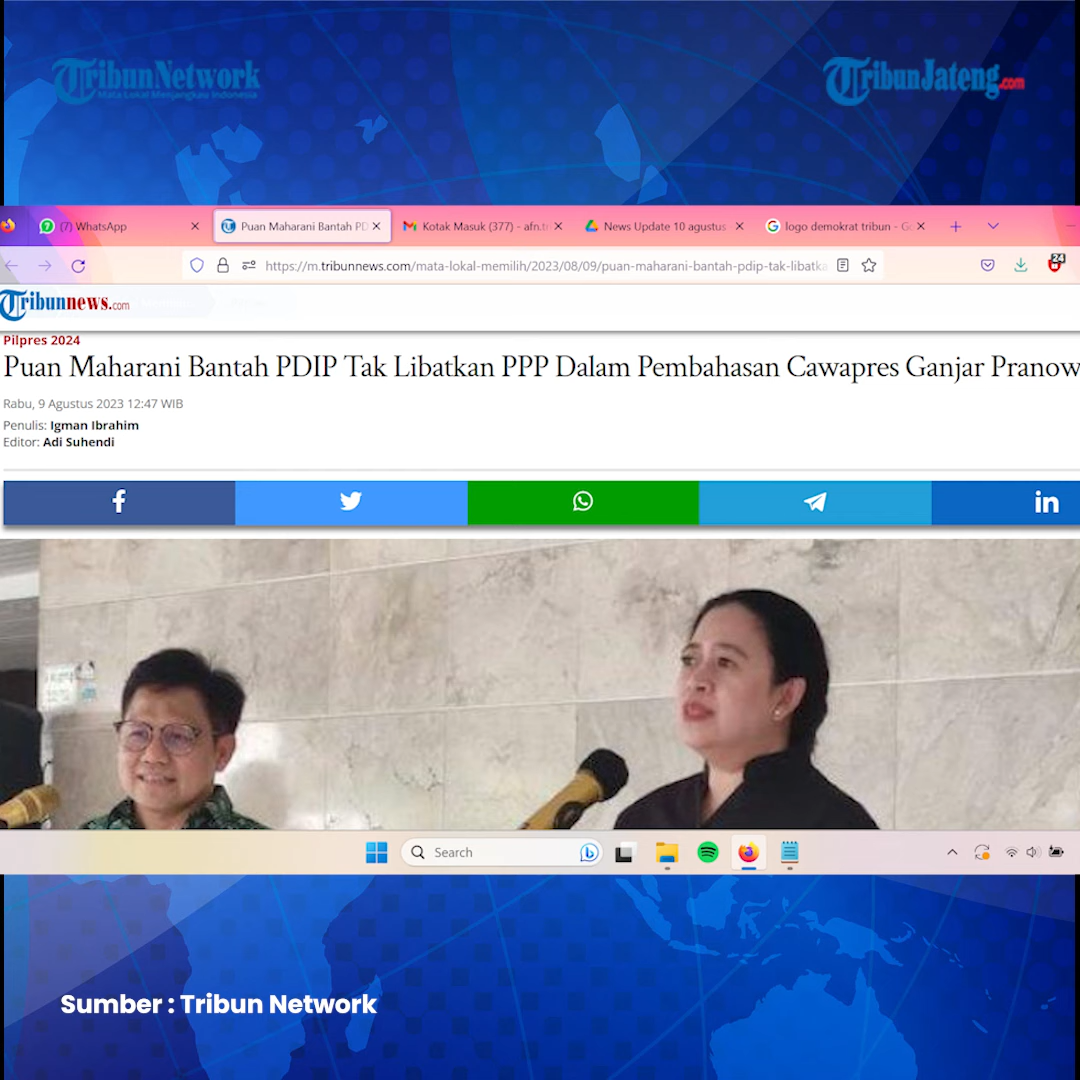 TribunNetwork
Mata Lokal Menjangkau Indonesia
TribunJateng.com
(7) WhatsApp
Puan Maharani Bantah PD
Kotak Masuk (377) - afn.tr
News Update 10 agustus
logo demokrat tribun - Go
https://m.tribunnews.com/mata-lokal-memilih/2023/08/09/puan-maharani-bantah-pdip-tak-libatka
24
Tribunnews.com
Pilpres 2024
Puan Maharani Bantah PDIP Tak Libatkan PPP Dalam Pembahasan Cawapres Ganjar Pranow
Rabu, 9 Agustus 2023 12:47 WIB
Penulis: Igman Ibrahim
Editor: Adi Suhendi
Search
Sumber : Tribun Network